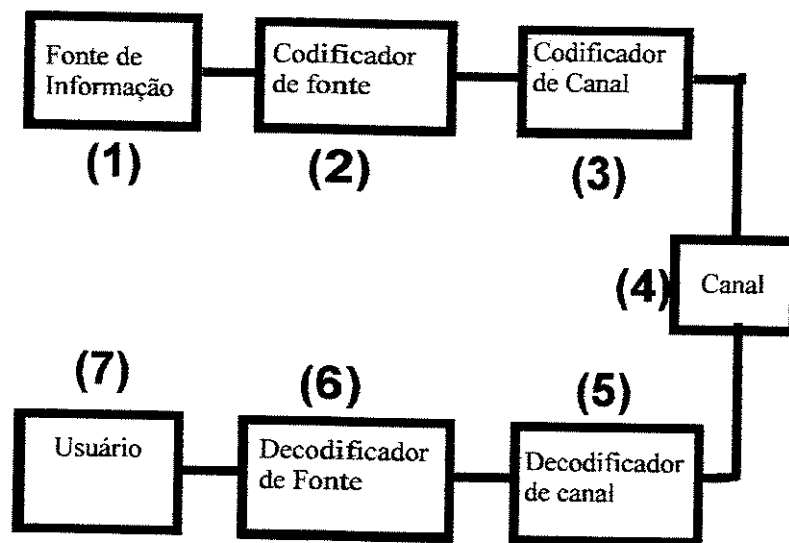 Fonte de
Informação
(1)
Codificador
de fonte
(2)
Codificador
de Canal
(3)
(4)
Canal
(5)
Decodificador
de canal
(6)
Decodificador
de Fonte
(7)
Usuário